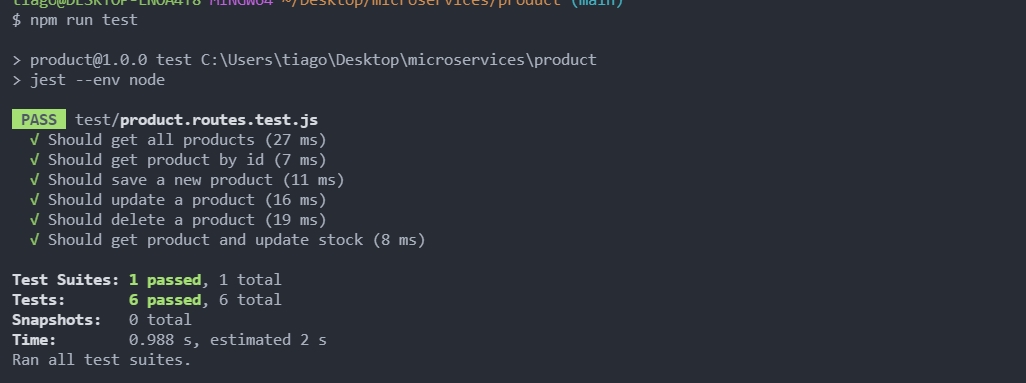 tiago@DESKTOP-ENOA4T8 MINGW64 ~/Desktop/microservices/product (main)
$ npm run test
> product@1.0.0 test C:\Users\tiago\Desktop\microservices\product
> jest --env node
PASS test/product.routes.test.js
√ Should get all products (27 ms)
√ Should get product by id (7 ms)
√ Should save a new product (11 ms)
√ Should update a product (16 ms)
√ Should delete a product (19 ms)
√ Should get product and update stock (8 ms)
Test Suites: 1 passed, 1 total
Tests: 6 passed, 6 total
Snapshots: 0 total
Time: 0.988 s, estimated 2 s
Ran all test suites.